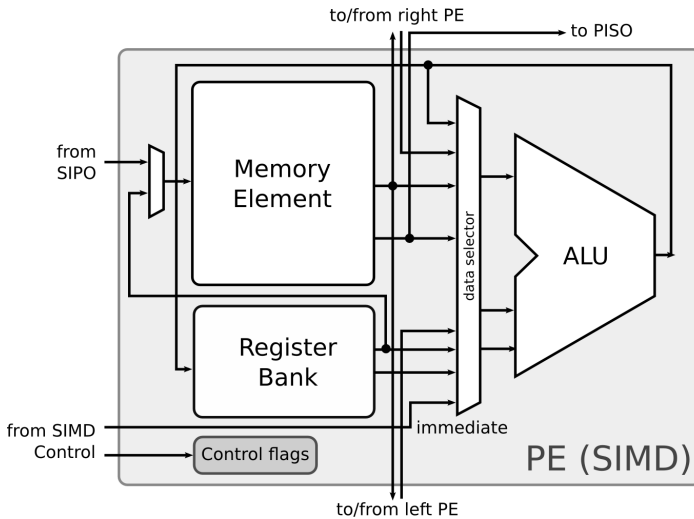 to/from right PE
to PISO
from
SIPO
Memory
Element
data selector
ALU
Register
Bank
from SIMD
Control
immediate
Control flags
PE (SIMD)
to/from left PE